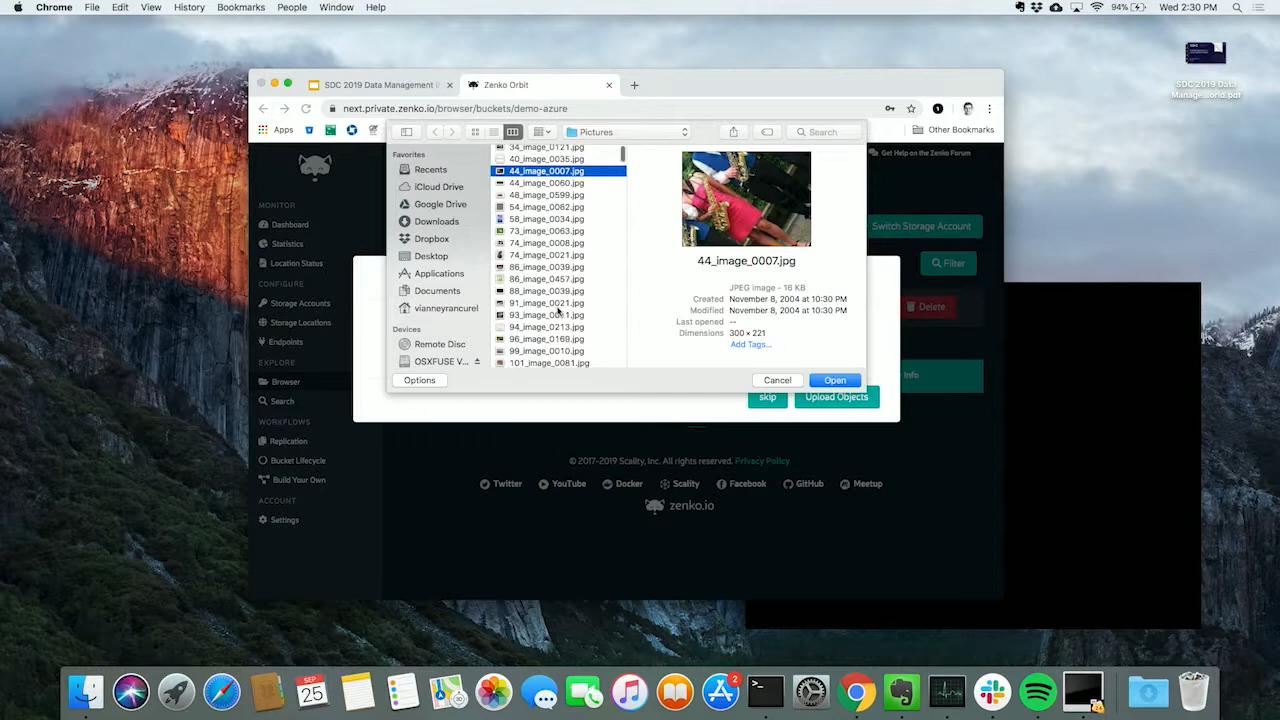 Chrome File Edit View History Bookmarks People Window Help
94% Wed 2:30 PM
SDC 2019 Data
SDC 2019 Data Management i
Zenko Orbit
next.private.zenko.io/browser/buckets/demo-azure
Apps
Other Bookmarks
Pictures
Search
Get Help on the Zenko Forum
Favorites
Recents
iCloud Drive
Google Drive
Downloads
Dropbox
Desktop
Applications
Documents
vianneyrancurel
Devices
Remote Disc
OSXFUSE V...
34_image_0121.jpg
40_image_0035.jpg
44_image_0007.jpg
44_image_0060.jpg
48_image_0599.jpg
54_image_0062.jpg
58_image_0034.jpg
73_image_0063.jpg
74_image_0008.jpg
74_image_0021.jpg
86_image_0039.jpg
86_image_0457.jpg
88_image_0039.jpg
91_image_0021.jpg
94_image_0213.jpg
96_image_0169.jpg
99_image_0010.jpg
101_image_0081.jpg
44_image_0007.jpg
JPEG image - 16 KB
Created November 8, 2004 at 10:30 PM
Modified November 8, 2004 at 10:30 PM
Last opened --
Dimensions 300 × 221
Add Tags...
Options
Cancel
Open
skip
Upload Objects
Switch Storage Account
Filter
Delete
Info
MONITOR
Dashboard
Statistics
Location Status
CONFIGURE
Storage Accounts
Storage Locations
Endpoints
EXPLORE
Browser
Search
WORKFLOWS
Replication
Bucket Lifecycle
Build Your Own
ACCOUNT
Settings
© 2017-2019 Scality, Inc. All rights reserved. Privacy Policy
Twitter YouTube Docker Scality Facebook GitHub Meetup
zenko.io
SEP
25
2